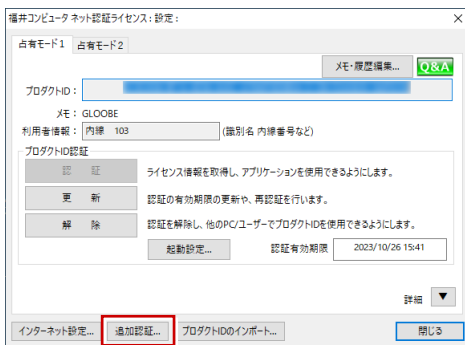 福井コンピュータ ネット認証ライセンス：設定：
占有モード1 占有モード2
メモ・履歴編集... Q&A
プロダクトID：
メモ： GLOOBE
利用者情報： 内線 103 (識別名 内線番号など)
プロダクトID認証
認 証 ライセンス情報を取得し、アプリケーションを使用できるようにします。
更 新 認証の有効期限の更新や、再認証を行います。
解 除 認証を解除し、他のPC/ユーザーでプロダクトIDを使用できるようにします。
起動設定... 認証有効期限 2023/10/26 15:41
詳細 ▼
インターネット設定... 追加認証... プロダクトIDのインポート... 閉じる